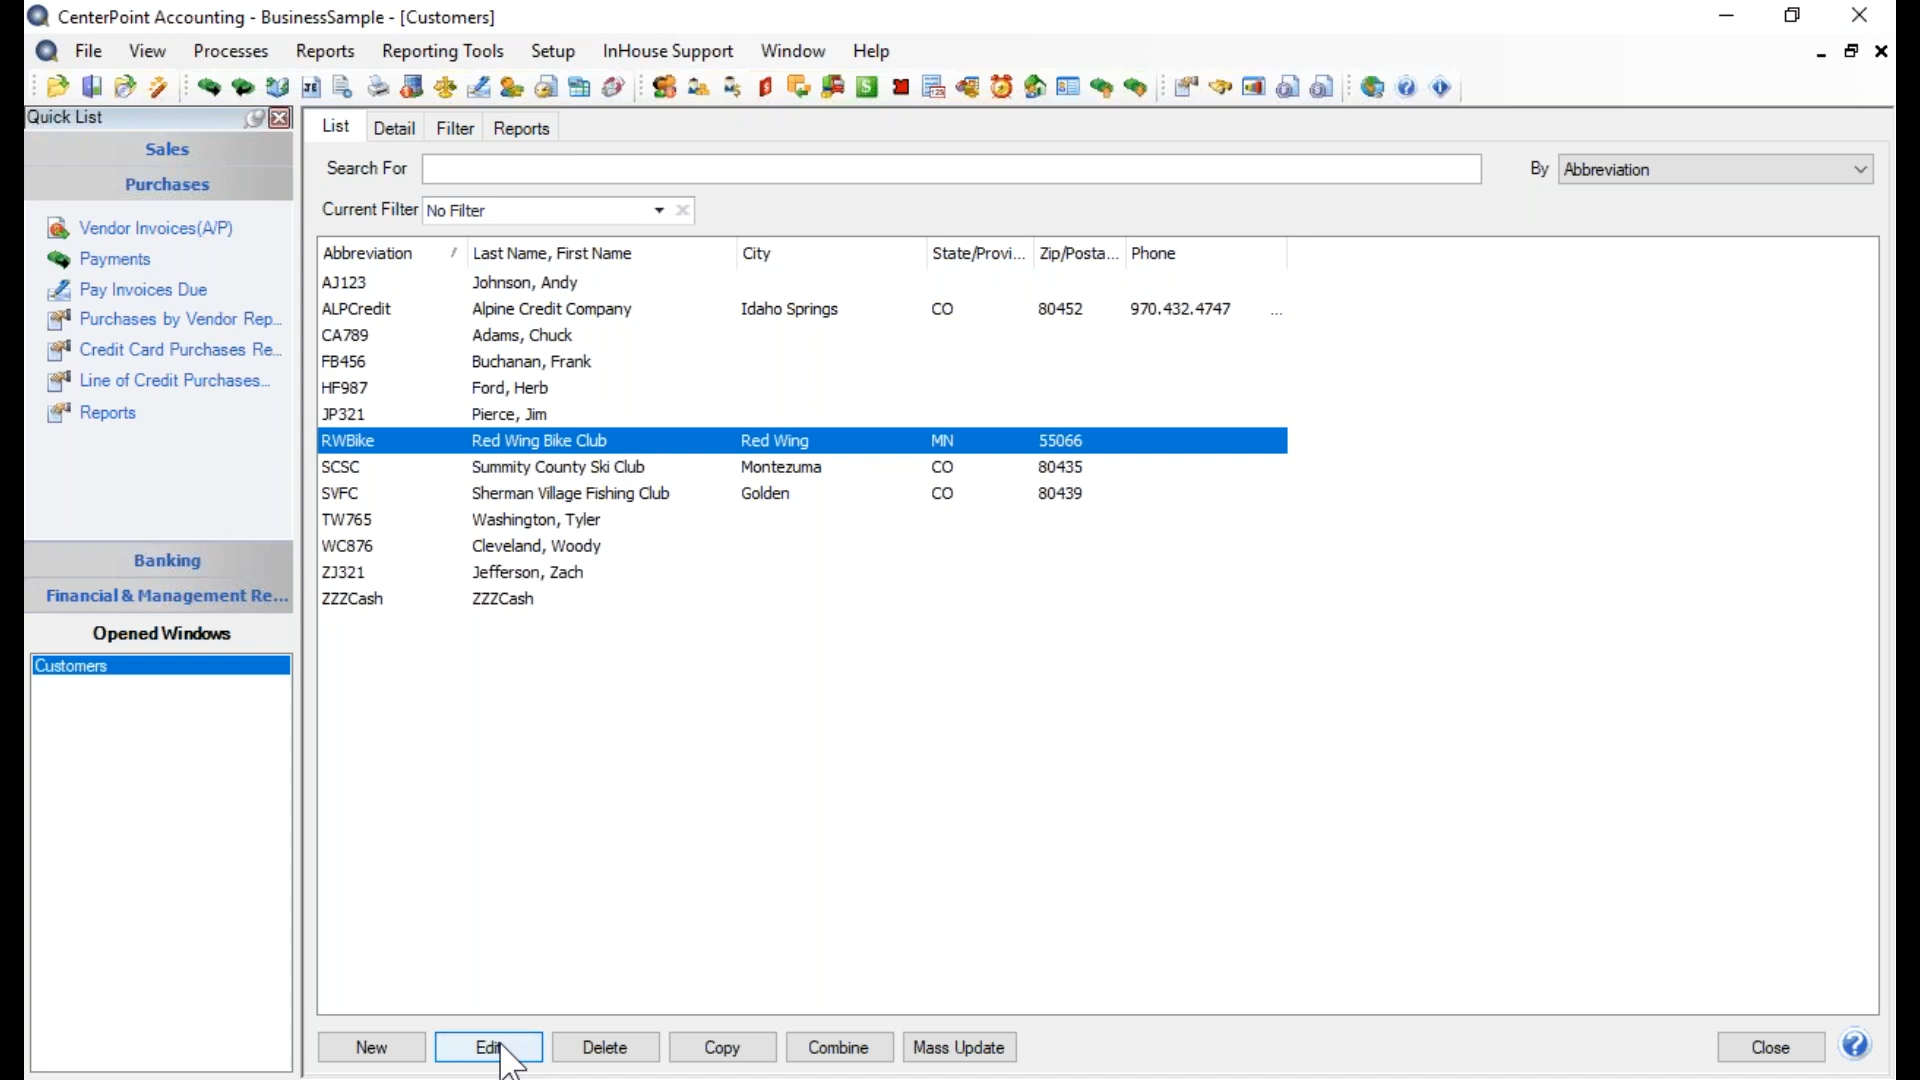 CenterPoint Accounting - BusinessSample - [Customers]
File View Processes Reports Reporting Tools Setup InHouse Support Window Help
Quick List
Sales
Purchases
Vendor Invoices(A/P)
Payments
Pay Invoices Due
Purchases by Vendor Rep...
Credit Card Purchases Re...
Line of Credit Purchases...
Reports
Banking
Financial & Management Re...
Opened Windows
Customers
List Detail Filter Reports
Search For By Abbreviation
Current Filter No Filter
Abbreviation / Last Name, First Name City State/Provi... Zip/Posta... Phone
AJ123 Johnson, Andy
ALPCredit Alpine Credit Company Idaho Springs CO 80452 970.432.4747 ...
CA789 Adams, Chuck
FB456 Buchanan, Frank
HF987 Ford, Herb
JP321 Pierce, Jim
RWBike Red Wing Bike Club Red Wing MN 55066
SCSC Summity County Ski Club Montezuma CO 80435
SVFC Sherman Village Fishing Club Golden CO 80439
TW765 Washington, Tyler
WC876 Cleveland, Woody
ZJ321 Jefferson, Zach
ZZZCash ZZZCash
New Edit Delete Copy Combine Mass Update Close